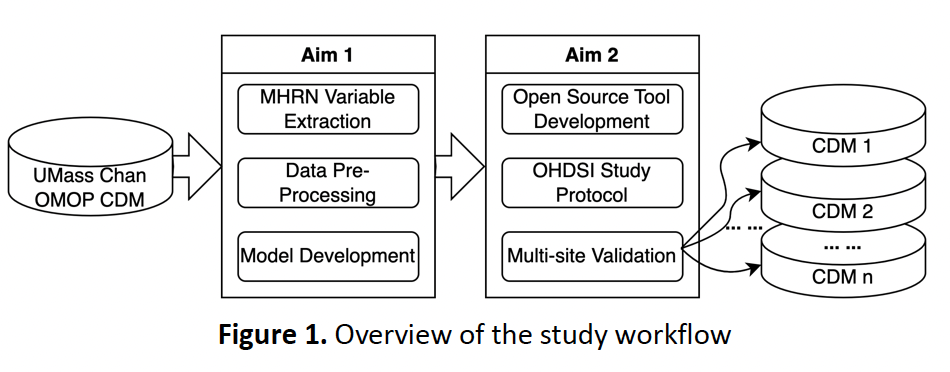 UMass Chan
OMOP CDM
Aim 1
MHRN Variable
Extraction
Data Pre-
Processing
Model Development
Aim 2
Open Source Tool
Development
OHDSI Study
Protocol
Multi-site Validation
CDM 1
CDM 2
... ...
... ...
CDM n
Figure 1. Overview of the study workflow